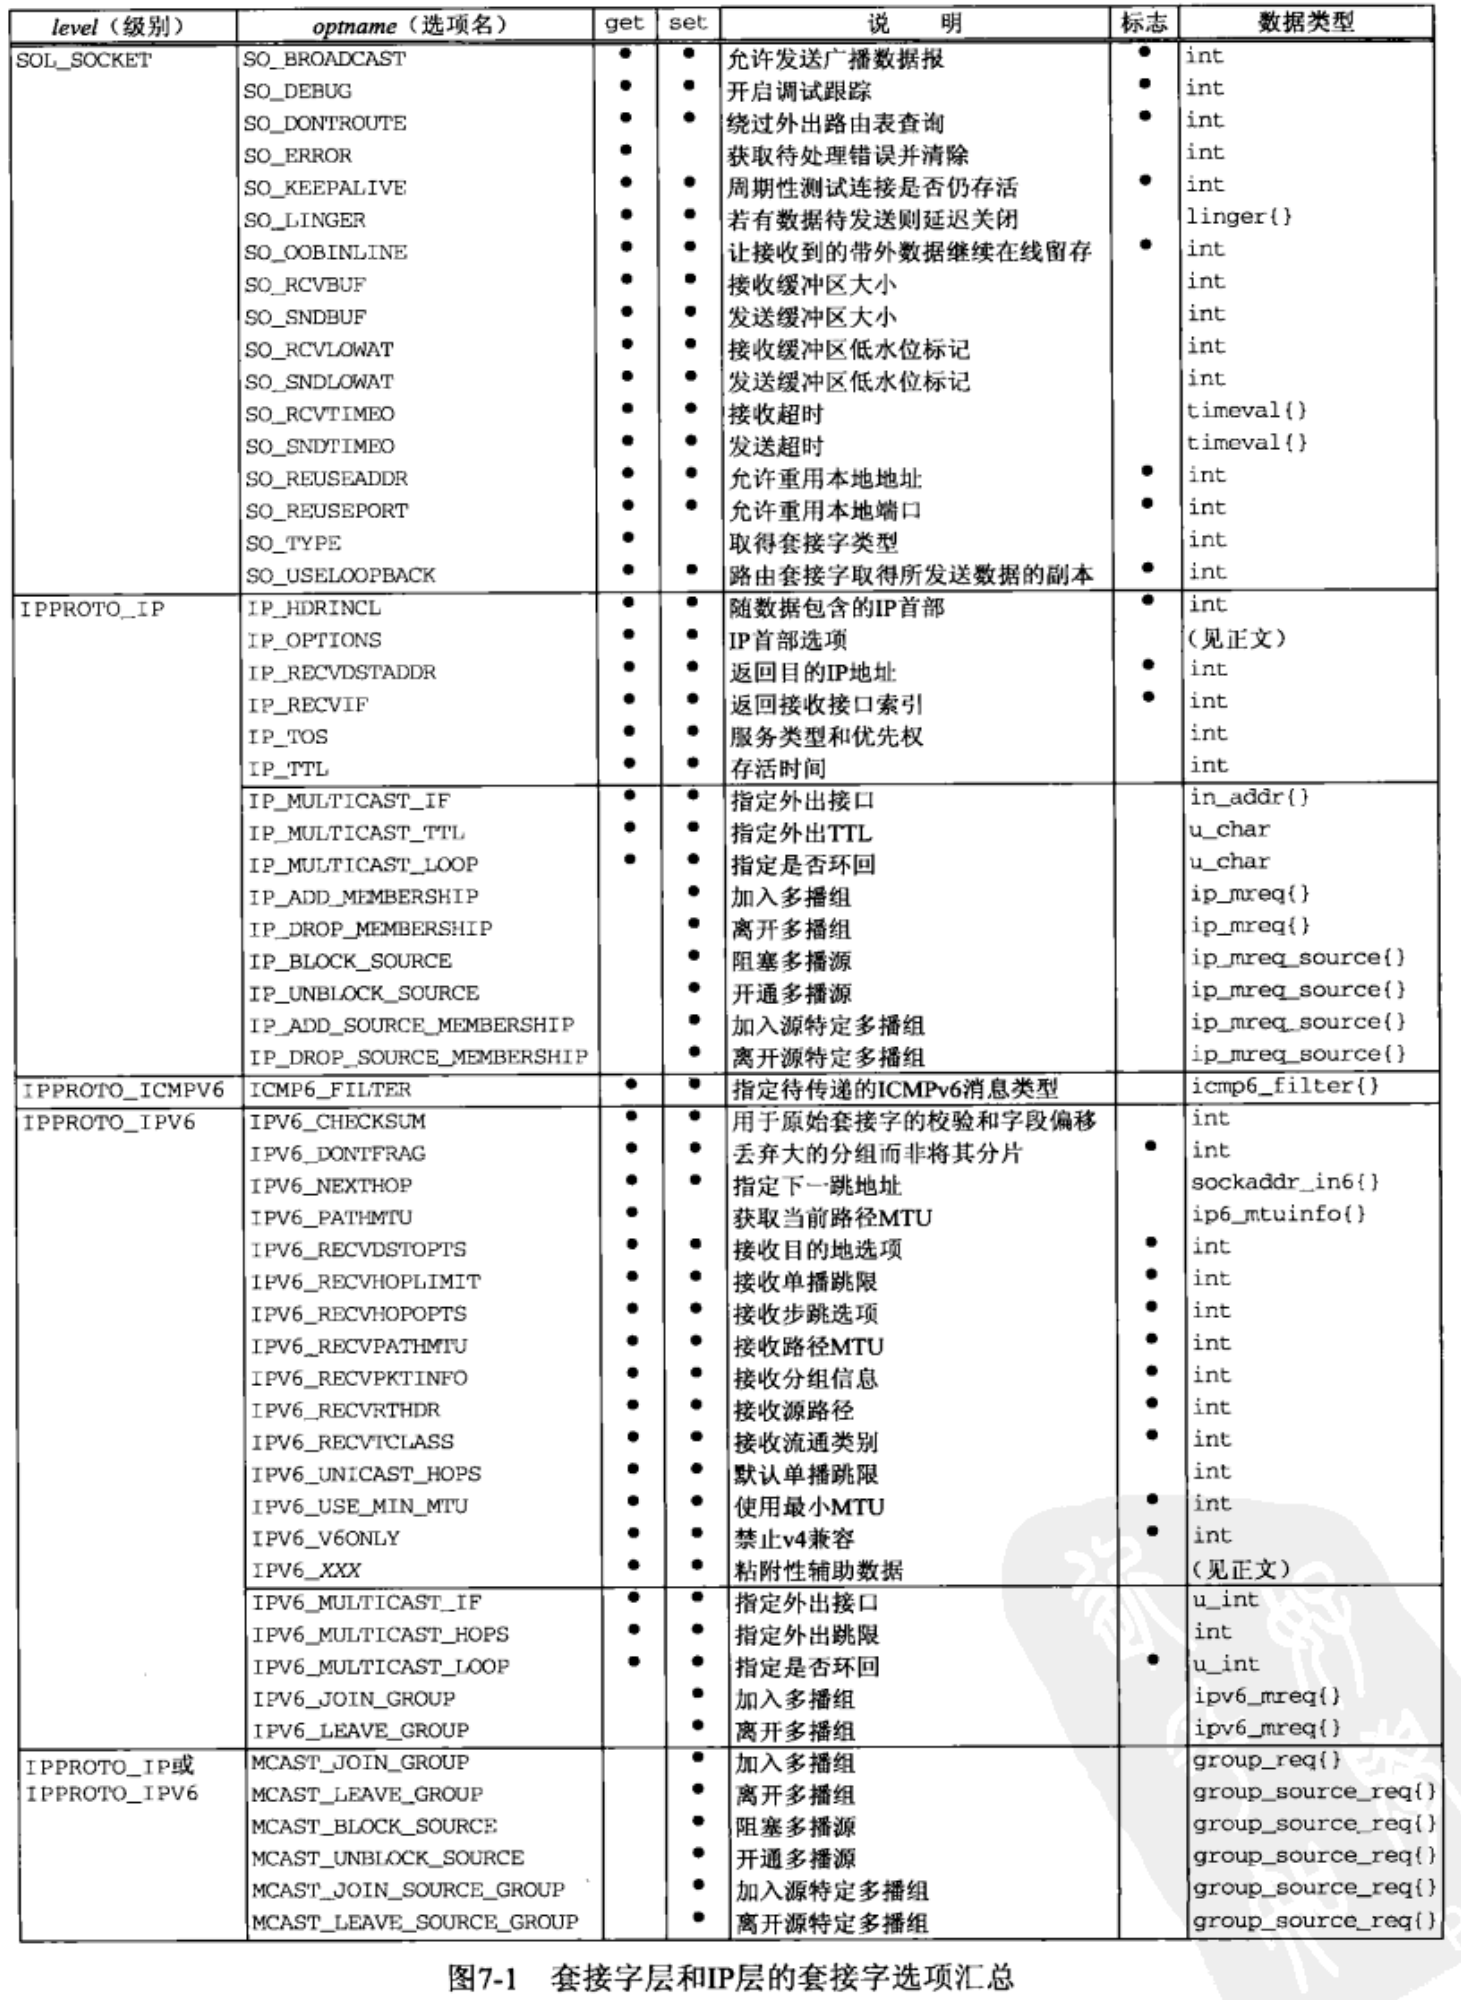 level（级别） optname（选项名） get set 说 明 标志 数据类型
SOL_SOCKET SO_BROADCAST ● ● 允许发送广播数据报 ● int
SO_DEBUG ● ● 开启调试跟踪 ● int
SO_DONTROUTE ● ● 绕过外出路由表查询 ● int
SO_ERROR ● 获取待处理错误并清除 int
SO_KEEPALIVE ● ● 周期性测试连接是否仍存活 ● int
SO_LINGER ● ● 若有数据待发送则延迟关闭 linger{}
SO_OOBINLINE ● ● 让接收到的带外数据继续在线留存 ● int
SO_RCVBUF ● ● 接收缓冲区大小 int
SO_SNDBUF ● ● 发送缓冲区大小 int
SO_RCVLOWAT ● ● 接收缓冲区低水位标记 int
SO_SNDLOWAT ● ● 发送缓冲区低水位标记 int
SO_RCVTIMEO ● ● 接收超时 timeval{}
SO_SNDTIMEO ● ● 发送超时 timeval{}
SO_REUSEADDR ● ● 允许重用本地地址 ● int
SO_REUSEPORT ● ● 允许重用本地端口 ● int
SO_TYPE ● 取得套接字类型 int
SO_USELOOPBACK ● ● 路由套接字取得所发送数据的副本 ● int
IPPROTO_IP IP_HDRINCL ● ● 随数据包含的IP首部 ● int
IP_OPTIONS ● ● IP首部选项 （见正文）
IP_RECVDSTADDR ● ● 返回目的IP地址 ● int
IP_RECVIF ● ● 返回接收接口索引 ● int
IP_TOS ● ● 服务类型和优先权 int
IP_TTL ● ● 存活时间 int
IP_MULTICAST_IF ● ● 指定外出接口 in_addr{}
IP_MULTICAST_TTL ● ● 指定外出TTL u_char
IP_MULTICAST_LOOP ● ● 指定是否环回 u_char
IP_ADD_MEMBERSHIP ● 加入多播组 ip_mreq{}
IP_DROP_MEMBERSHIP ● 离开多播组 ip_mreq{}
IP_BLOCK_SOURCE ● 阻塞多播源 ip_mreq_source{}
IP_UNBLOCK_SOURCE ● 开通多播源 ip_mreq_source{}
IP_ADD_SOURCE_MEMBERSHIP ● 加入源特定多播组 ip_mreq_source{}
IP_DROP_SOURCE_MEMBERSHIP ● 离开源特定多播组 ip_mreq_source{}
IPPROTO_ICMPV6 ICMP6_FILTER ● ● 指定待传递的ICMPv6消息类型 icmp6_filter{}
IPPROTO_IPV6 IPV6_CHECKSUM ● ● 用于原始套接字的校验和字段偏移 int
IPV6_DONTFRAG ● ● 丢弃大的分组而非将其分片 ● int
IPV6_NEXTHOP ● ● 指定下一跳地址 sockaddr_in6{}
IPV6_PATHMTU ● 获取当前路径MTU ip6_mtuinfo{}
IPV6_RECVDSTOPTS ● ● 接收目的地选项 ● int
IPV6_RECVHOPLIMIT ● ● 接收单播跳限 ● int
IPV6_RECVHOPOPTS ● ● 接收步跳选项 ● int
IPV6_RECVPATHMTU ● ● 接收路径MTU ● int
IPV6_RECVPKTINFO ● ● 接收分组信息 ● int
IPV6_RECVRTHDR ● ● 接收源路径 ● int
IPV6_RECVTCLASS ● ● 接收流通类别 ● int
IPV6_UNICAST_HOPS ● ● 默认单播跳限 int
IPV6_USE_MIN_MTU ● ● 使用最小MTU ● int
IPV6_V6ONLY ● ● 禁止v4兼容 ● int
IPV6_XXX ● ● 粘附性辅助数据 （见正文）
IPV6_MULTICAST_IF ● ● 指定外出接口 u_int
IPV6_MULTICAST_HOPS ● ● 指定外出跳限 int
IPV6_MULTICAST_LOOP ● ● 指定是否环回 ● u_int
IPV6_JOIN_GROUP ● 加入多播组 ipv6_mreq{}
IPV6_LEAVE_GROUP ● 离开多播组 ipv6_mreq{}
IPPROTO_IP或 MCAST_JOIN_GROUP ● 加入多播组 group_req{}
IPPROTO_IPV6 MCAST_LEAVE_GROUP ● 离开多播组 group_source_req{}
MCAST_BLOCK_SOURCE ● 阻塞多播源 group_source_req{}
MCAST_UNBLOCK_SOURCE ● 开通多播源 group_source_req{}
MCAST_JOIN_SOURCE_GROUP ● 加入源特定多播组 group_source_req{}
MCAST_LEAVE_SOURCE_GROUP ● 离开源特定多播组 group_source_req{}
图7-1 套接字层和IP层的套接字选项汇总